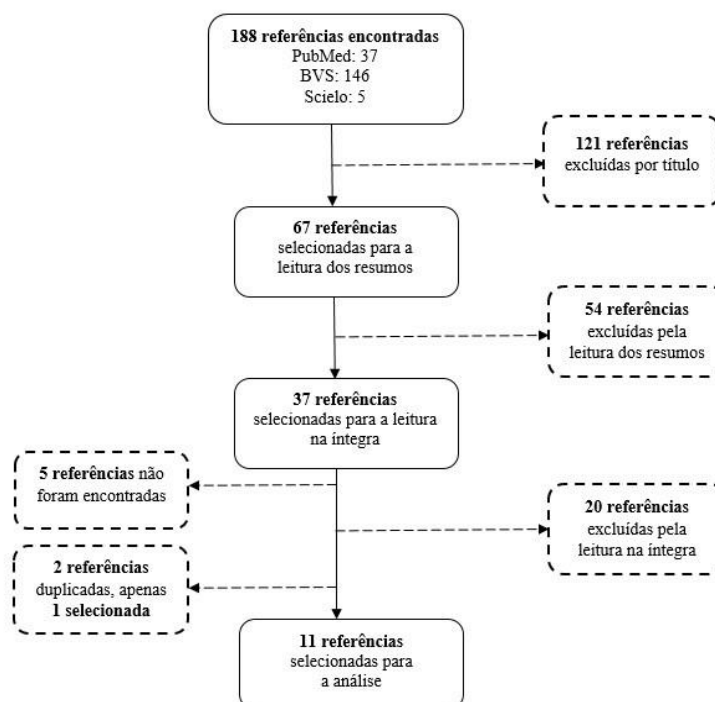 188 referências encontradas
PubMed: 37
BVS: 146
Scielo: 5
121 referências
excluídas por título
67 referências
selecionadas para a
leitura dos resumos
54 referências
excluídas pela
leitura dos resumos
37 referências
selecionadas para a leitura
na íntegra
5 referências não
foram encontradas
20 referências
excluídas pela
leitura na íntegra
2 referências
duplicadas, apenas
1 selecionada
11 referências
selecionadas para
a análise